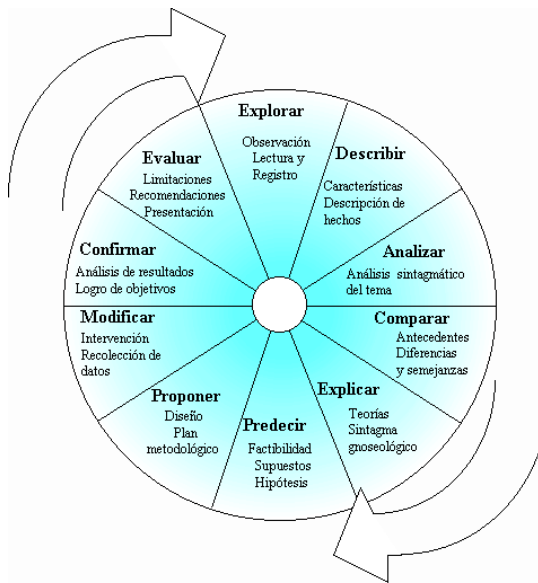 Explorar
Observación
Lectura y
Registro
Describir
Características
Descripción de
hechos
Analizar
Análisis sintagmático
del tema
Comparar
Antecedentes
Diferencias
y semejanzas
Explicar
Teorías
Sintagma
gnoseológico
Predecir
Factibilidad
Supuestos
Hipótesis
Proponer
Diseño
Plan
metodológico
Modificar
Intervención
Recolección de
datos
Confirmar
Análisis de resultados
Logro de objetivos
Evaluar
Limitaciones
Recomendaciones
Presentación